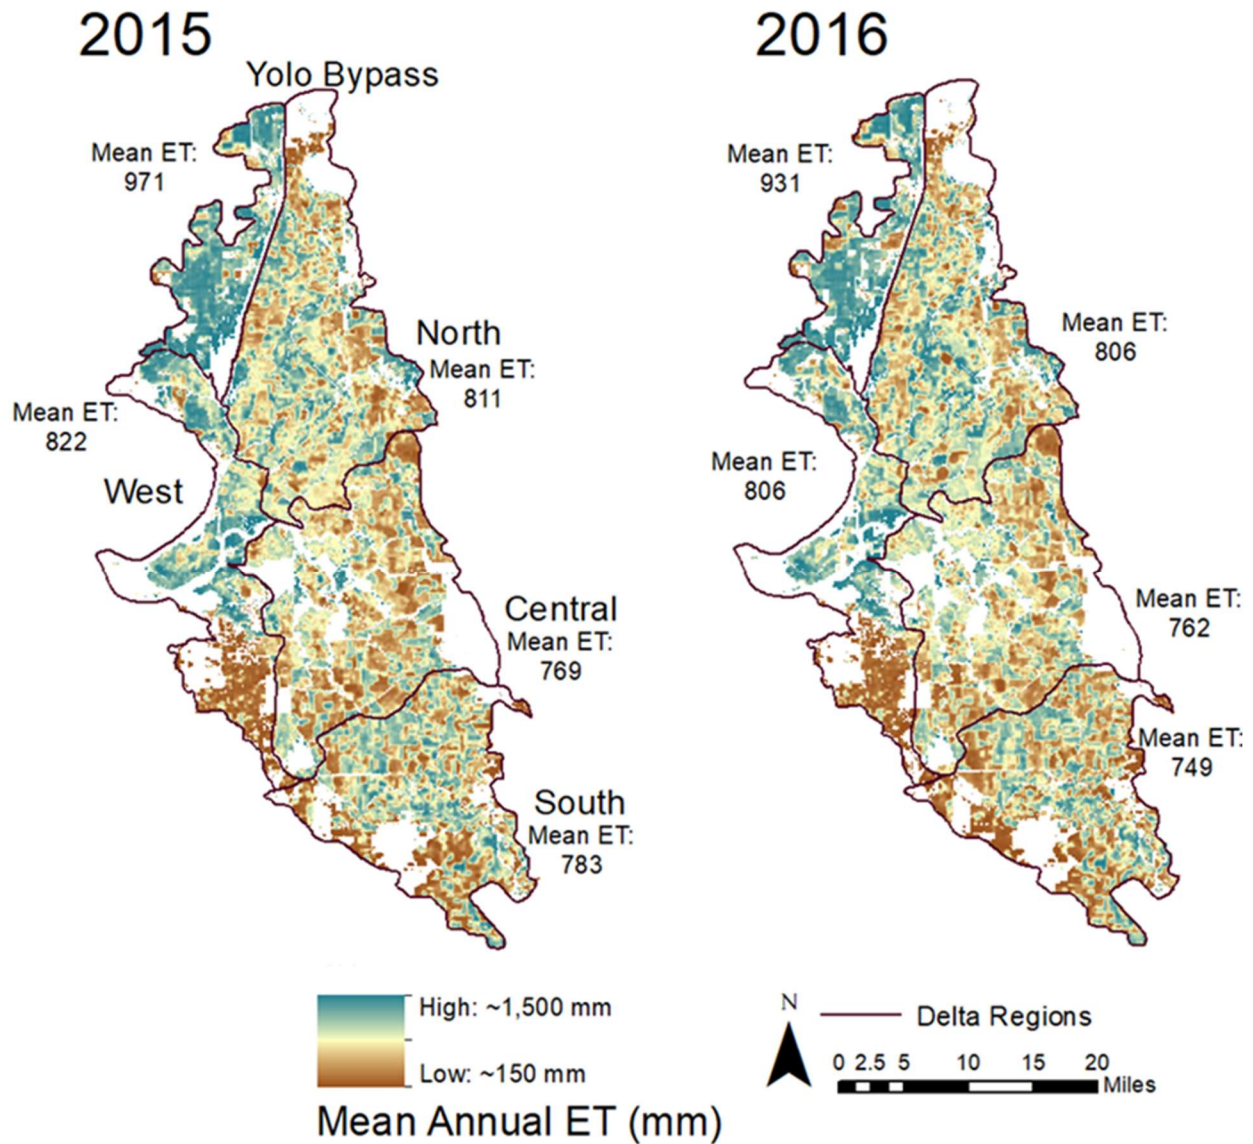 2015
2016
Yolo Bypass
Mean ET:
971
Mean ET:
931
North
Mean ET:
811
Mean ET:
806
Mean ET:
822
West
Mean ET:
806
Central
Mean ET:
769
Mean ET:
762
South
Mean ET:
783
Mean ET:
749
High: ~1,500 mm
Low: ~150 mm
Mean Annual ET (mm)
N
Delta Regions
0 2.5 5 10 15 20
Miles